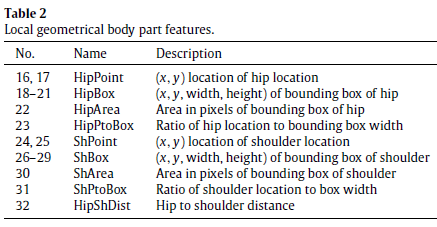 Table 2
Local geometrical body part features.
No. Name Description
16, 17 HipPoint (x, y) location of hip location
18–21 HipBox (x, y, width, height) of bounding box of hip
22 HipArea Area in pixels of bounding box of hip
23 HipPtoBox Ratio of hip location to bounding box width
24, 25 ShPoint (x, y) location of shoulder location
26–29 ShBox (x, y, width, height) of bounding box of shoulder
30 ShArea Area in pixels of bounding box of shoulder
31 ShPtoBox Ratio of shoulder location to box width
32 HipShDist Hip to shoulder distance